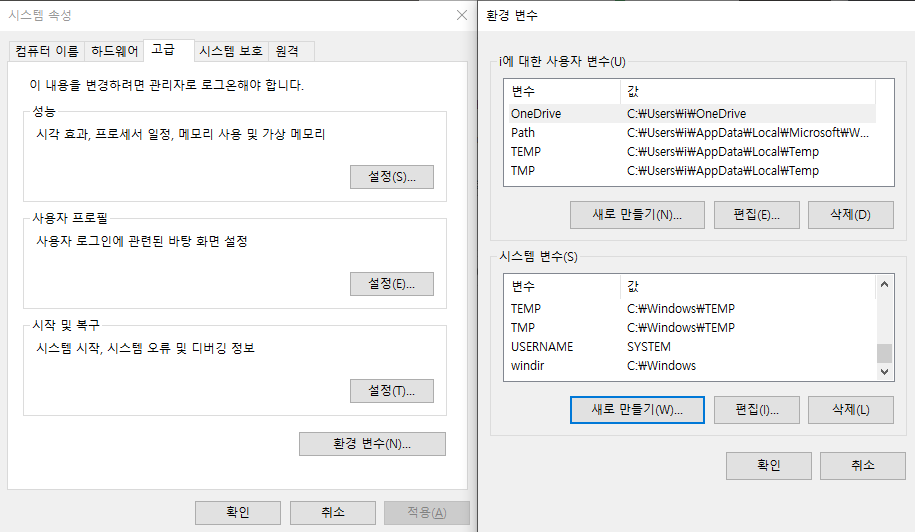 시스템 속성
컴퓨터 이름 하드웨어 고급 시스템 보호 원격
이 내용을 변경하려면 관리자로 로그온해야 합니다.
성능
시각 효과, 프로세서 일정, 메모리 사용 및 가상 메모리
설정(S)...
사용자 프로필
사용자 로그인에 관련된 바탕 화면 설정
설정(E)...
시작 및 복구
시스템 시작, 시스템 오류 및 디버깅 정보
설정(T)...
환경 변수(N)...
확인 취소 적용(A)
환경 변수
i에 대한 사용자 변수(U)
변수 값
OneDrive C:₩Users₩i₩OneDrive
Path C:₩Users₩i₩AppData₩Local₩Microsoft₩W...
TEMP C:₩Users₩i₩AppData₩Local₩Temp
TMP C:₩Users₩i₩AppData₩Local₩Temp
새로 만들기(N)... 편집(E)... 삭제(D)
시스템 변수(S)
변수 값
TEMP C:₩Windows₩TEMP
TMP C:₩Windows₩TEMP
USERNAME SYSTEM
windir C:₩Windows
새로 만들기(W)... 편집(I)... 삭제(L)
확인 취소